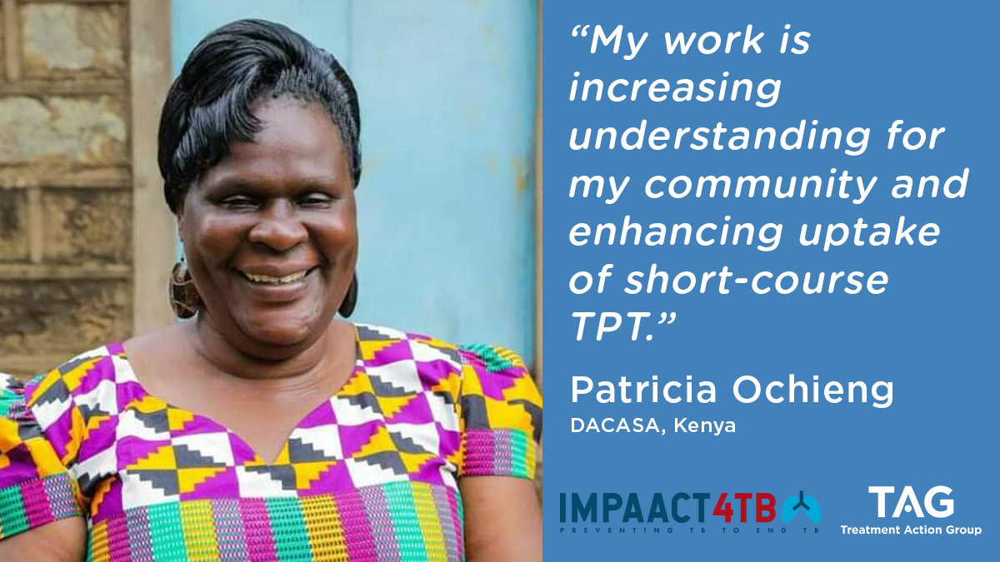 “My work is
increasing
understanding for
my community and
enhancing uptake
of short-course
TPT.”
Patricia Ochieng
DACASA, Kenya
IMPAACT4TB
PREVENTING TB TO END TB
TAG
Treatment Action Group